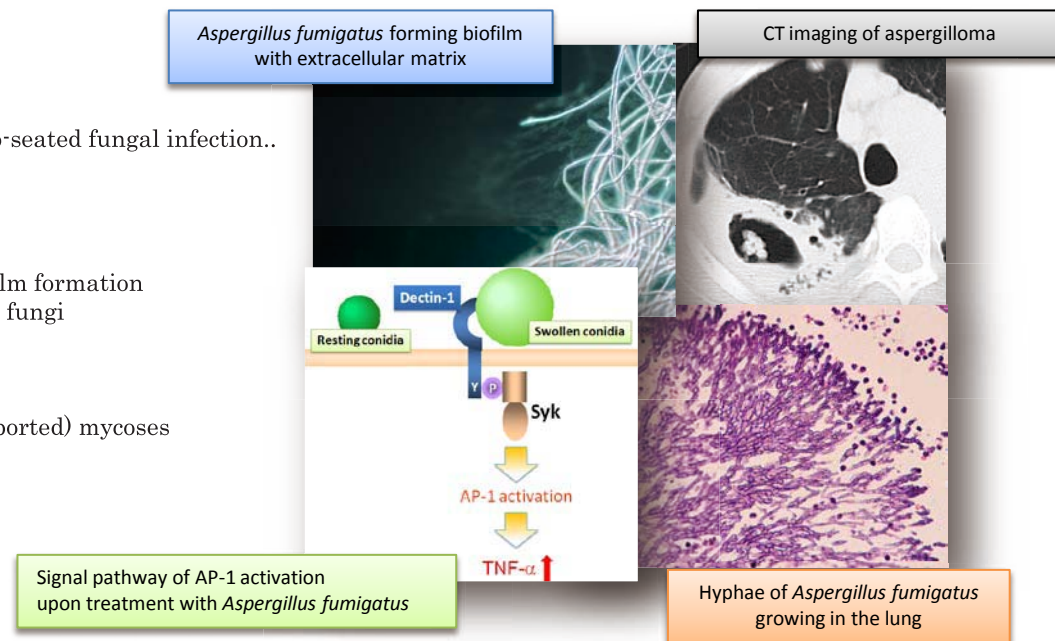 Aspergillus fumigatus forming biofilm
with extracellular matrix
CT imaging of aspergilloma
-seated fungal infection..
formation
fungi
mycoses
Dectin-1
Resting conidia
Swollen conidia
Y
P
Syk
AP-1 activation
TNF-α
Signal pathway of AP-1 activation
upon treatment with Aspergillus fumigatus
Hyphae of Aspergillus fumigatus
growing in the lung